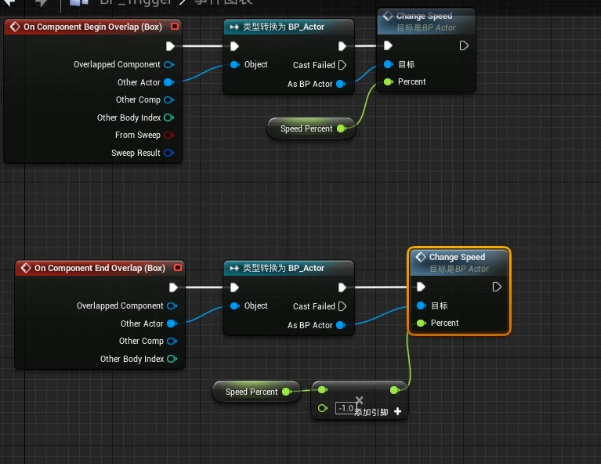 BP_Trigger > 事件图表
On Component Begin Overlap (Box)
Overlapped Component
Other Actor
Other Comp
Other Body Index
From Sweep
Sweep Result
类型转换为 BP_Actor
Object
Cast Failed
As BP Actor
Change Speed
目标是BP Actor
目标
Percent
Speed Percent
On Component End Overlap (Box)
Overlapped Component
Other Actor
Other Comp
Other Body Index
类型转换为 BP_Actor
Object
Cast Failed
As BP Actor
Change Speed
目标是BP Actor
目标
Percent
Speed Percent
-1.0
添加引脚 +